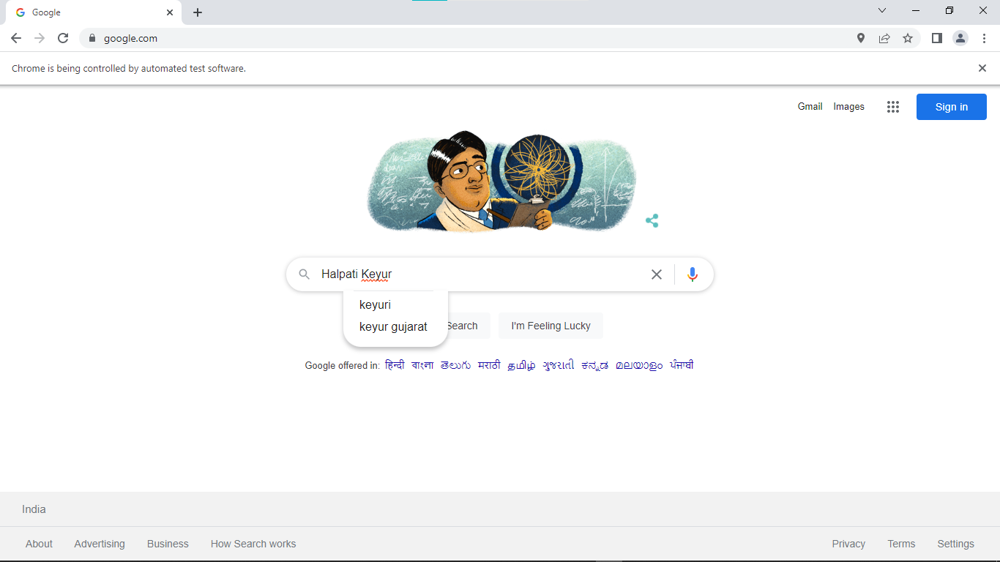 Google
google.com
Chrome is being controlled by automated test software.
Gmail Images Sign in
Halpati Keyur
keyuri
keyur gujarat
Search I'm Feeling Lucky
Google offered in: हिन्दी বাংলা తెలుగు मराठी தமிழ் ગુજરાતી ಕನ್ನಡ മലയാളം ਪੰਜਾਬੀ
India
About Advertising Business How Search works Privacy Terms Settings